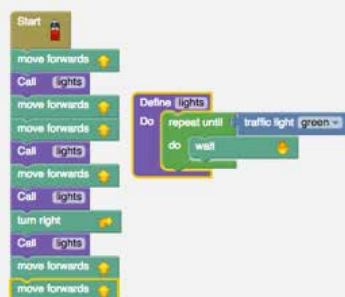 Start
move forwards
Call lights
move forwards
move forwards
Call lights
move forwards
Call lights
turn right
Call lights
move forwards
move forwards
Define lights
Do repeat until traffic light green
do wait